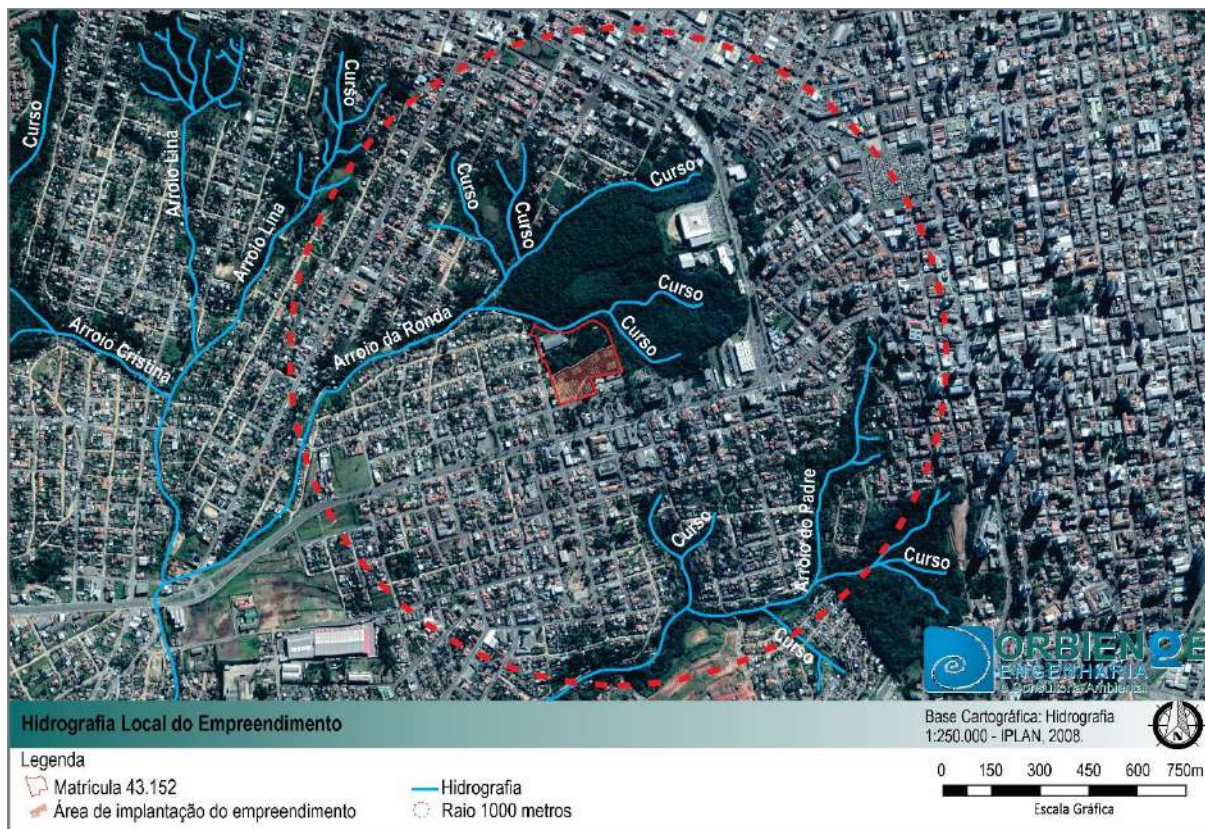 Curso
Arroio Lina
Curso
Arroio Lina
Arroio Cristina
Arroio da Ronda
Curso
Curso
Curso
Curso
Curso
Curso
Arroio do Padre
Curso
Curso
ORBIENGE
ENGENHARIA
e Consultoria Ambiental
Hidrografia Local do Empreendimento
Base Cartográfica: Hidrografia
1:250.000 - IPLAN, 2008.
N
Legenda
Matrícula 43.152
Área de implantação do empreendimento
Hidrografia
Raio 1000 metros
0 150 300 450 600 750m
Escala Gráfica